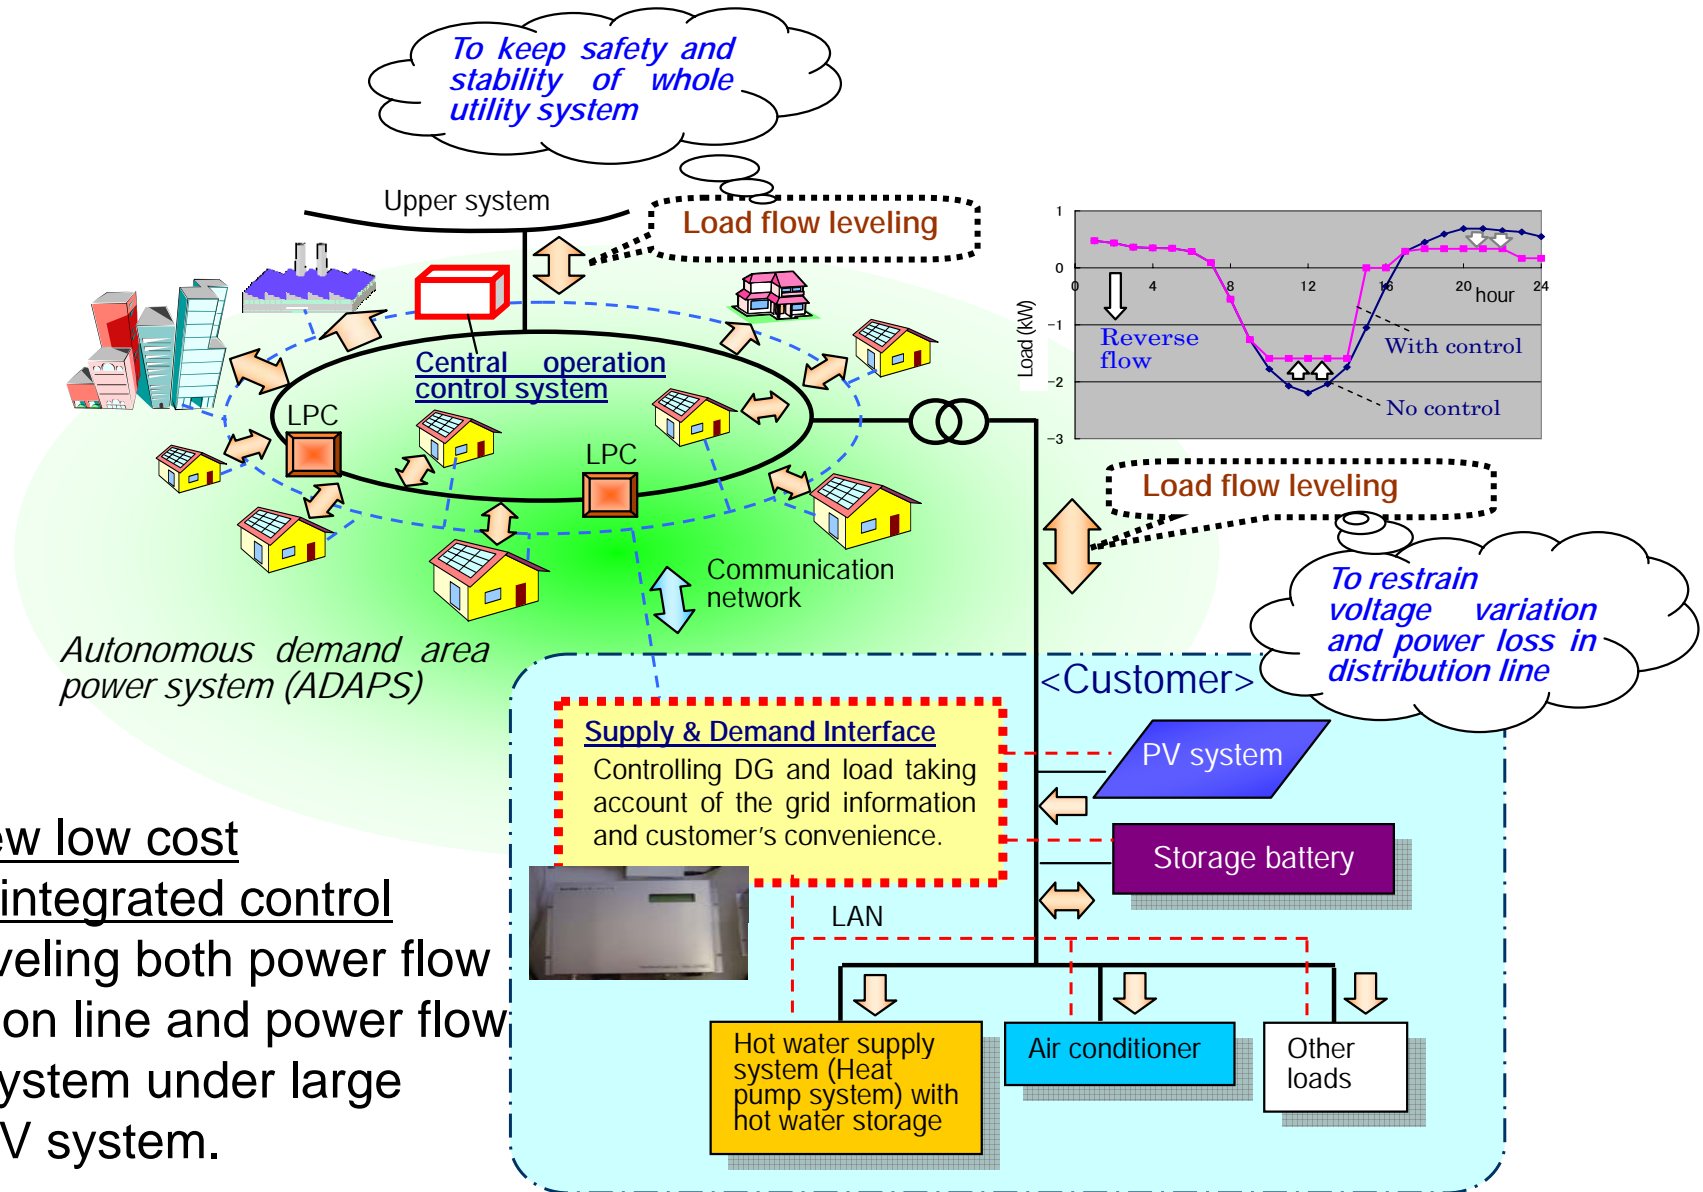 To keep safety and
stability of whole
utility system
Upper system
Load flow leveling
Central operation
control system
LPC
LPC
Communication
network
Autonomous demand area
power system (ADAPS)
1
0
-1
-2
-3
0
4
8
12
16
20
24
hour
Load (kW)
Reverse
flow
With control
No control
Load flow leveling
To restrain
voltage variation
and power loss in
distribution line
<Customer>
Supply & Demand Interface
Controlling DG and load taking
account of the grid information
and customer's convenience.
PV system
Storage battery
LAN
Hot water supply
system (Heat
pump system) with
hot water storage
Air conditioner
Other
loads
ew low cost
integrated control
veling both power flow
on line and power flow
ystem under large
V system.